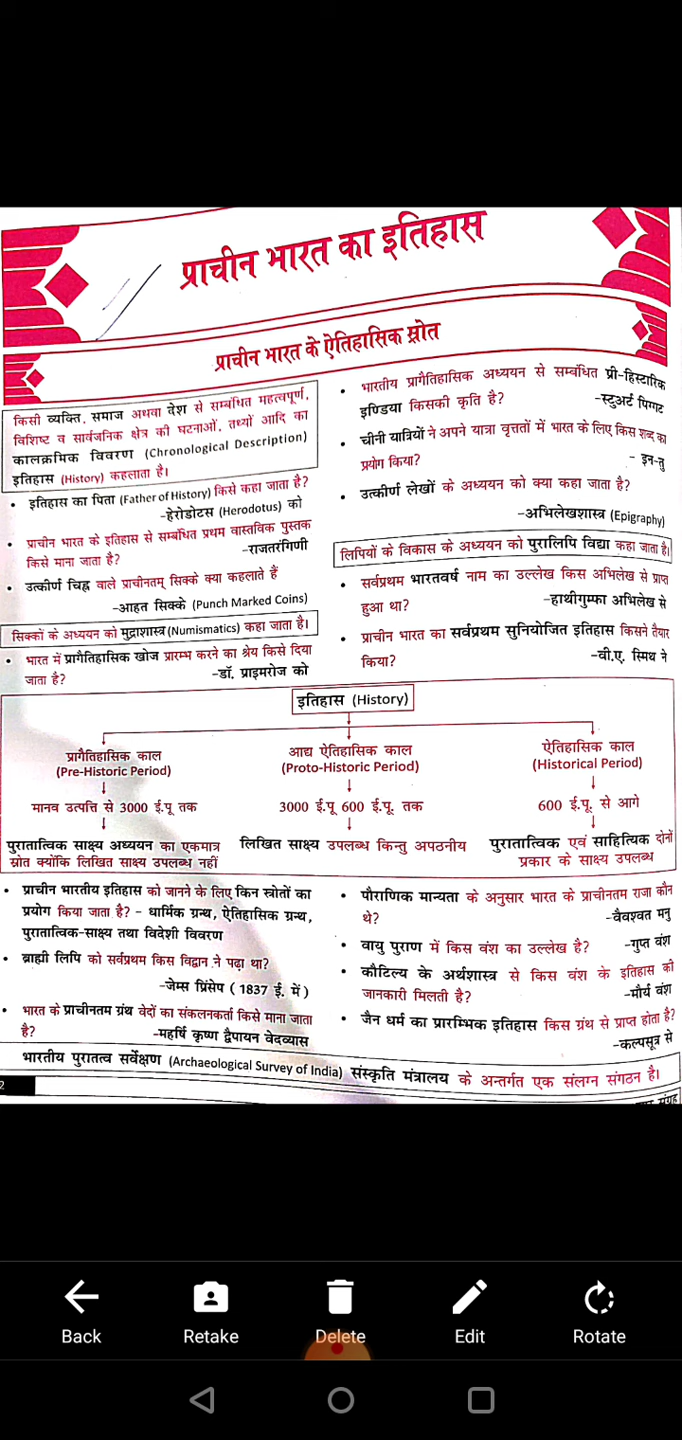 प्राचीन भारत का इतिहास
प्राचीन भारत के ऐतिहासिक स्रोत
किसी व्यक्ति, समाज अथवा देश से सम्बंधित महत्वपूर्ण,
विशिष्ट व सार्वजनिक क्षेत्र की घटनाओं, तथ्यों आदि का
कालक्रमिक विवरण (Chronological Description)
इतिहास (History) कहलाता है।
• इतिहास का पिता (Father of History) किसे कहा जाता है?
-हेरोडोटस (Herodotus) को
• प्राचीन भारत के इतिहास से सम्बंधित प्रथम वास्तविक पुस्तक
किसे माना जाता है? -राजतरंगिणी
• उत्कीर्ण चिह्न वाले प्राचीनतम् सिक्के क्या कहलाते हैं
-आहत सिक्के (Punch Marked Coins)
सिक्कों के अध्ययन को मुद्राशास्त्र (Numismatics) कहा जाता है।
• भारत में प्रागैतिहासिक खोज प्रारम्भ करने का श्रेय किसे दिया
जाता है? -डॉ. प्राइमरोज को
• भारतीय प्रागैतिहासिक अध्ययन से सम्बंधित प्री-हिस्टारिक
इण्डिया किसकी कृति है? -स्टुअर्ट पिग्गट
• चीनी यात्रियों ने अपने यात्रा वृत्ततों में भारत के लिए किस शब्द का
प्रयोग किया? - इन-तु
• उत्कीर्ण लेखों के अध्ययन को क्या कहा जाता है?
-अभिलेखशास्त्र (Epigraphy)
लिपियों के विकास के अध्ययन को पुरालिपि विद्या कहा जाता है।
• सर्वप्रथम भारतवर्ष नाम का उल्लेख किस अभिलेख से प्राप्त
हुआ था? -हाथीगुम्फा अभिलेख से
• प्राचीन भारत का सर्वप्रथम सुनियोजित इतिहास किसने तैयार
किया? -वी.ए. स्मिथ ने
इतिहास (History)
प्रागैतिहासिक काल आद्य ऐतिहासिक काल ऐतिहासिक काल
(Pre-Historic Period) (Proto-Historic Period) (Historical Period)
मानव उत्पत्ति से 3000 ई.पू तक 3000 ई.पू 600 ई.पू. तक 600 ई.पू. से आगे
पुरातात्विक साक्ष्य अध्ययन का एकमात्र लिखित साक्ष्य उपलब्ध किन्तु अपठनीय पुरातात्विक एवं साहित्यिक दोनों
स्रोत क्योंकि लिखित साक्ष्य उपलब्ध नहीं प्रकार के साक्ष्य उपलब्ध
• प्राचीन भारतीय इतिहास को जानने के लिए किन स्रोतों का
प्रयोग किया जाता है? - धार्मिक ग्रन्थ, ऐतिहासिक ग्रन्थ,
पुरातात्विक-साक्ष्य तथा विदेशी विवरण
• ब्राह्मी लिपि को सर्वप्रथम किस विद्वान ने पढ़ा था?
-जेम्स प्रिंसेप ( 1837 ई. में )
• भारत के प्राचीनतम ग्रंथ वेदों का संकलनकर्ता किसे माना जाता
है? -महर्षि कृष्ण द्वैपायन वेदव्यास
• पौराणिक मान्यता के अनुसार भारत के प्राचीनतम राजा कौन
थे? -वैवश्वत मनु
• वायु पुराण में किस वंश का उल्लेख है? -गुप्त वंश
• कौटिल्य के अर्थशास्त्र से किस वंश के इतिहास की
जानकारी मिलती है? -मौर्य वंश
• जैन धर्म का प्रारम्भिक इतिहास किस ग्रंथ से प्राप्त होता है?
-कल्पसूत्र से
भारतीय पुरातत्व सर्वेक्षण (Archaeological Survey of India) संस्कृति मंत्रालय के अन्तर्गत एक संलग्न संगठन है।
2
संग्रह
Back Retake Delete Edit Rotate